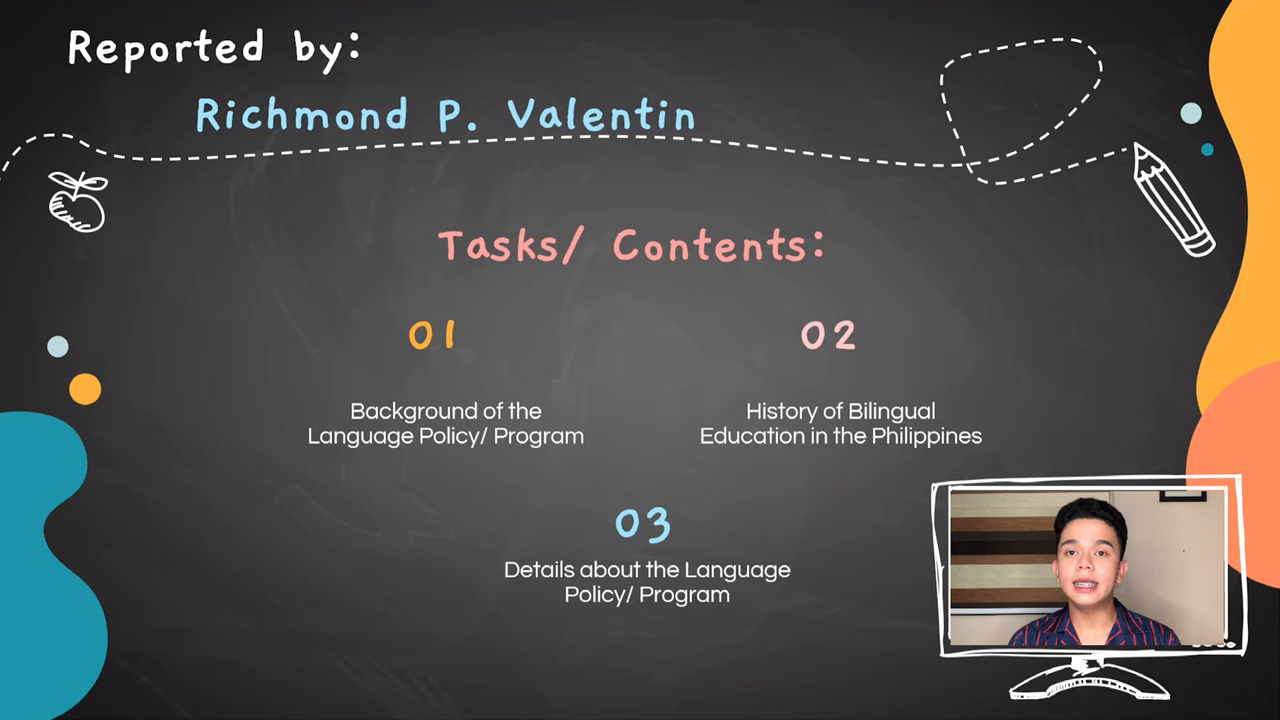 Reported by:
Richmond P. Valentin
Tasks/ Contents:
01
02
Background of the
Language Policy/ Program
History of Bilingual
Education in the Philippines
03
Details about the Language
Policy/ Program